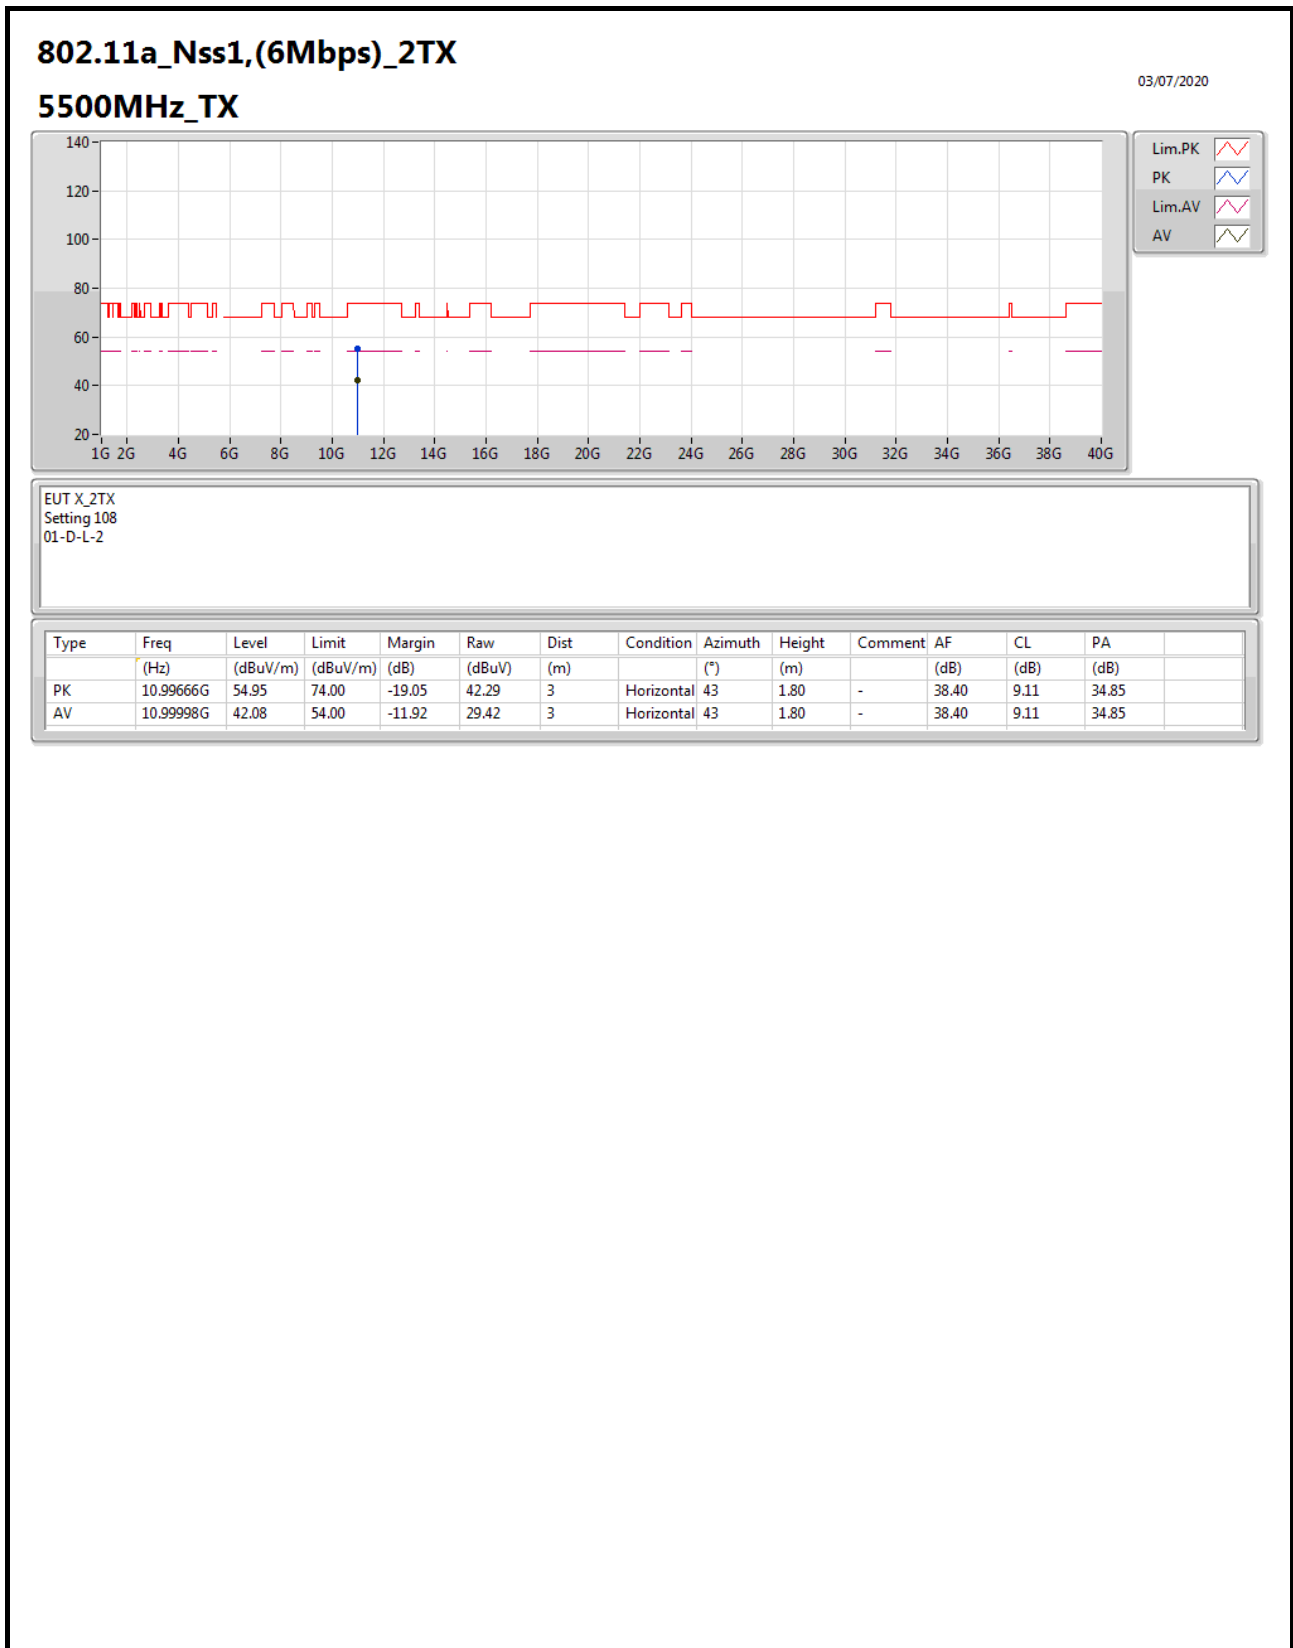 802.11a_Nss1,(6Mbps)_2TX
03/07/2020
5500MHz_TX
140
120
100
80
60
40
20
1G 2G 4G 6G 8G 10G 12G 14G 16G 18G 20G 22G 24G 26G 28G 30G 32G 34G 36G 38G 40G
Lim.PK
PK
Lim.AV
AV
EUT X_2TX
Setting 108
01-D-L-2
Type Freq Level Limit Margin Raw Dist Condition Azimuth Height Comment AF CL PA
(Hz) (dBuV/m) (dBuV/m) (dB) (dBuV) (m) (°) (m) (dB) (dB) (dB)
PK 10.99666G 54.95 74.00 -19.05 42.29 3 Horizontal 43 1.80 - 38.40 9.11 34.85
AV 10.99998G 42.08 54.00 -11.92 29.42 3 Horizontal 43 1.80 - 38.40 9.11 34.85